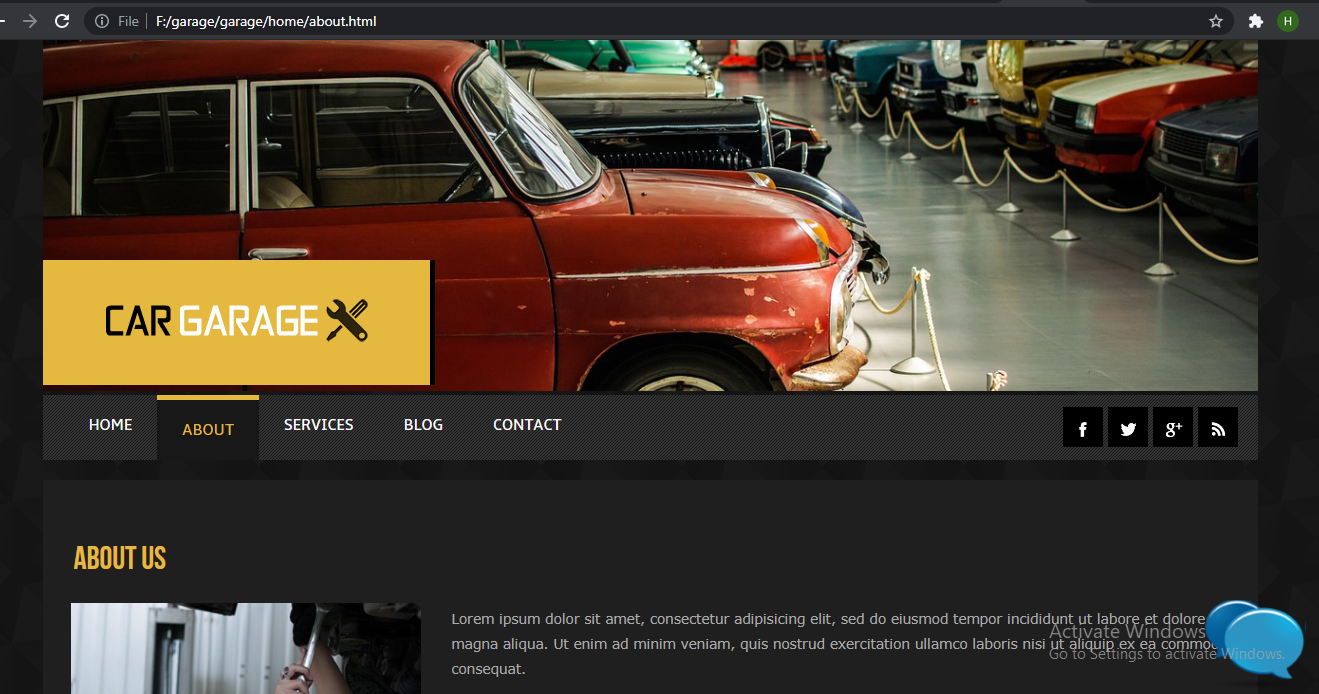 File F:/garage/garage/home/about.html
H
CAR GARAGE
HOME ABOUT SERVICES BLOG CONTACT
ABOUT US
Lorem ipsum dolor sit amet, consectetur adipisicing elit, sed do eiusmod tempor incididunt ut labore et dolore
magna aliqua. Ut enim ad minim veniam, quis nostrud exercitation ullamco laboris nisi ut aliquip ex ea commo
consequat.
Activate Windows
Go to Settings to activate Windows.